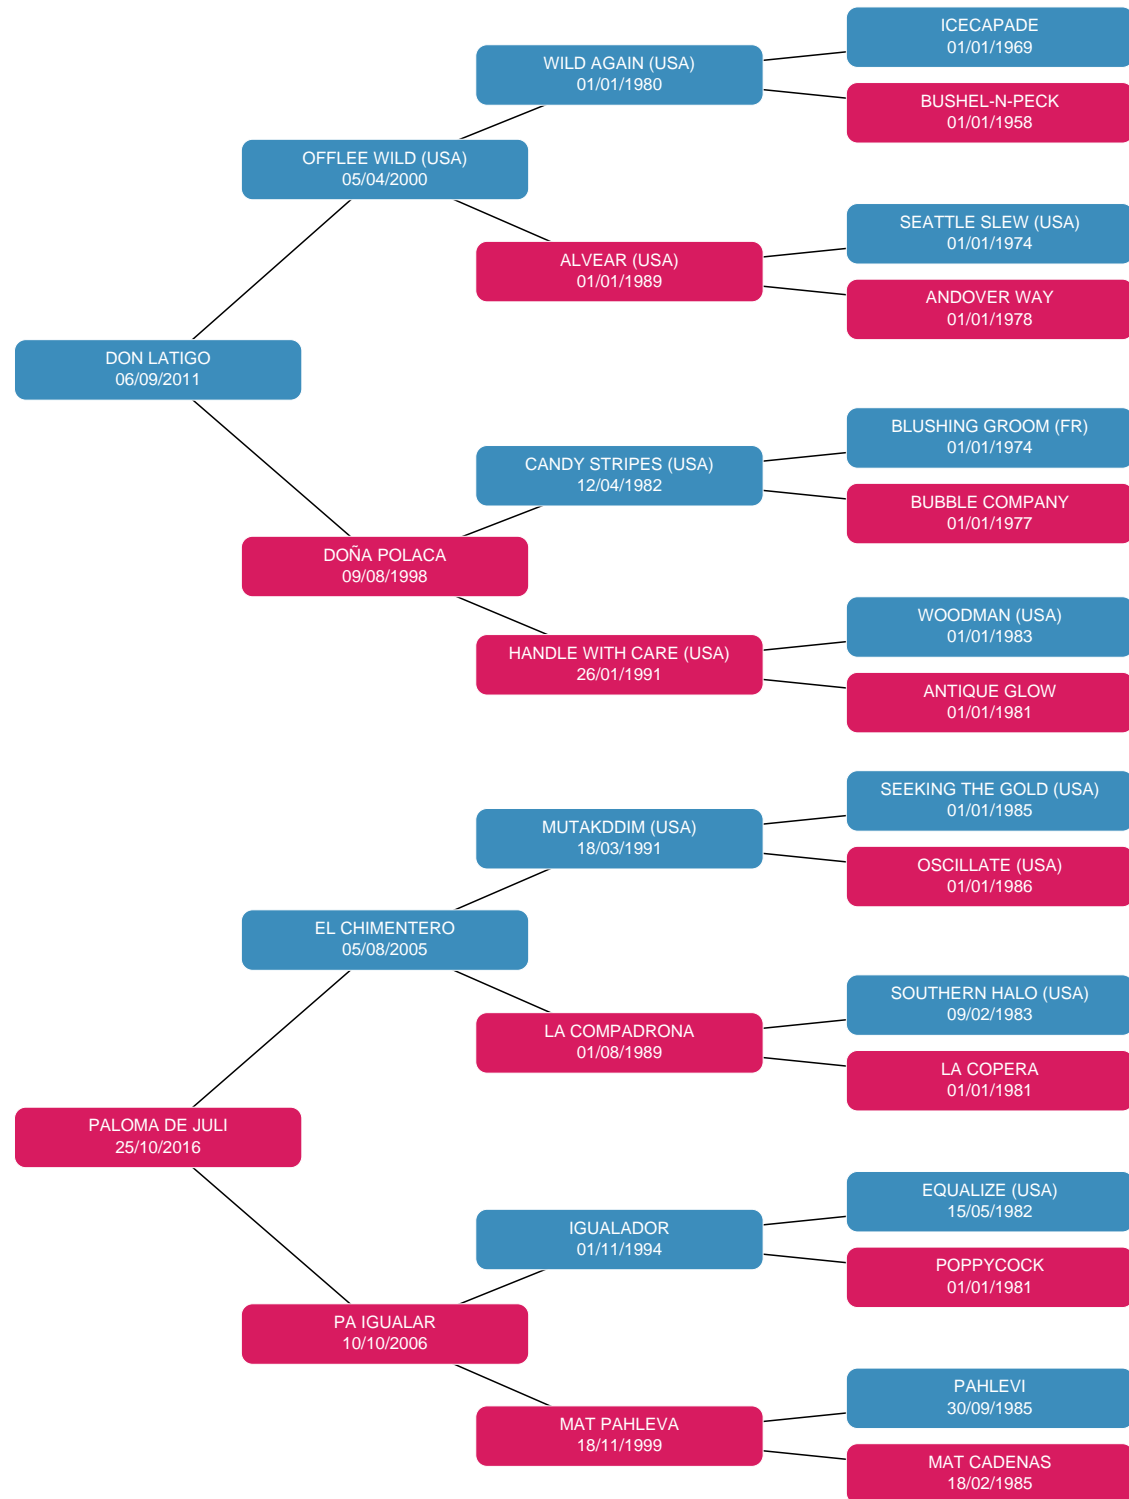 ICECAPADE
01/01/1969
WILD AGAIN (USA)
01/01/1980
BUSHEL-N-PECK
01/01/1958
OFFLEE WILD (USA)
05/04/2000
SEATTLE SLEW (USA)
01/01/1974
ALVEAR (USA)
01/01/1989
ANDOVER WAY
01/01/1978
DON LATIGO
06/09/2011
BLUSHING GROOM (FR)
01/01/1974
CANDY STRIPES (USA)
12/04/1982
BUBBLE COMPANY
01/01/1977
DOÑA POLACA
09/08/1998
WOODMAN (USA)
01/01/1983
HANDLE WITH CARE (USA)
26/01/1991
ANTIQUE GLOW
01/01/1981
SEEKING THE GOLD (USA)
01/01/1985
MUTAKDDIM (USA)
18/03/1991
OSCILLATE (USA)
01/01/1986
EL CHIMENTERO
05/08/2005
SOUTHERN HALO (USA)
09/02/1983
LA COMPADRONA
01/08/1989
LA COPERA
01/01/1981
PALOMA DE JULI
25/10/2016
EQUALIZE (USA)
15/05/1982
IGUALADOR
01/11/1994
POPPYCOCK
01/01/1981
PA IGUALAR
10/10/2006
PAHLEVI
30/09/1985
MAT PAHLEVA
18/11/1999
MAT CADENAS
18/02/1985